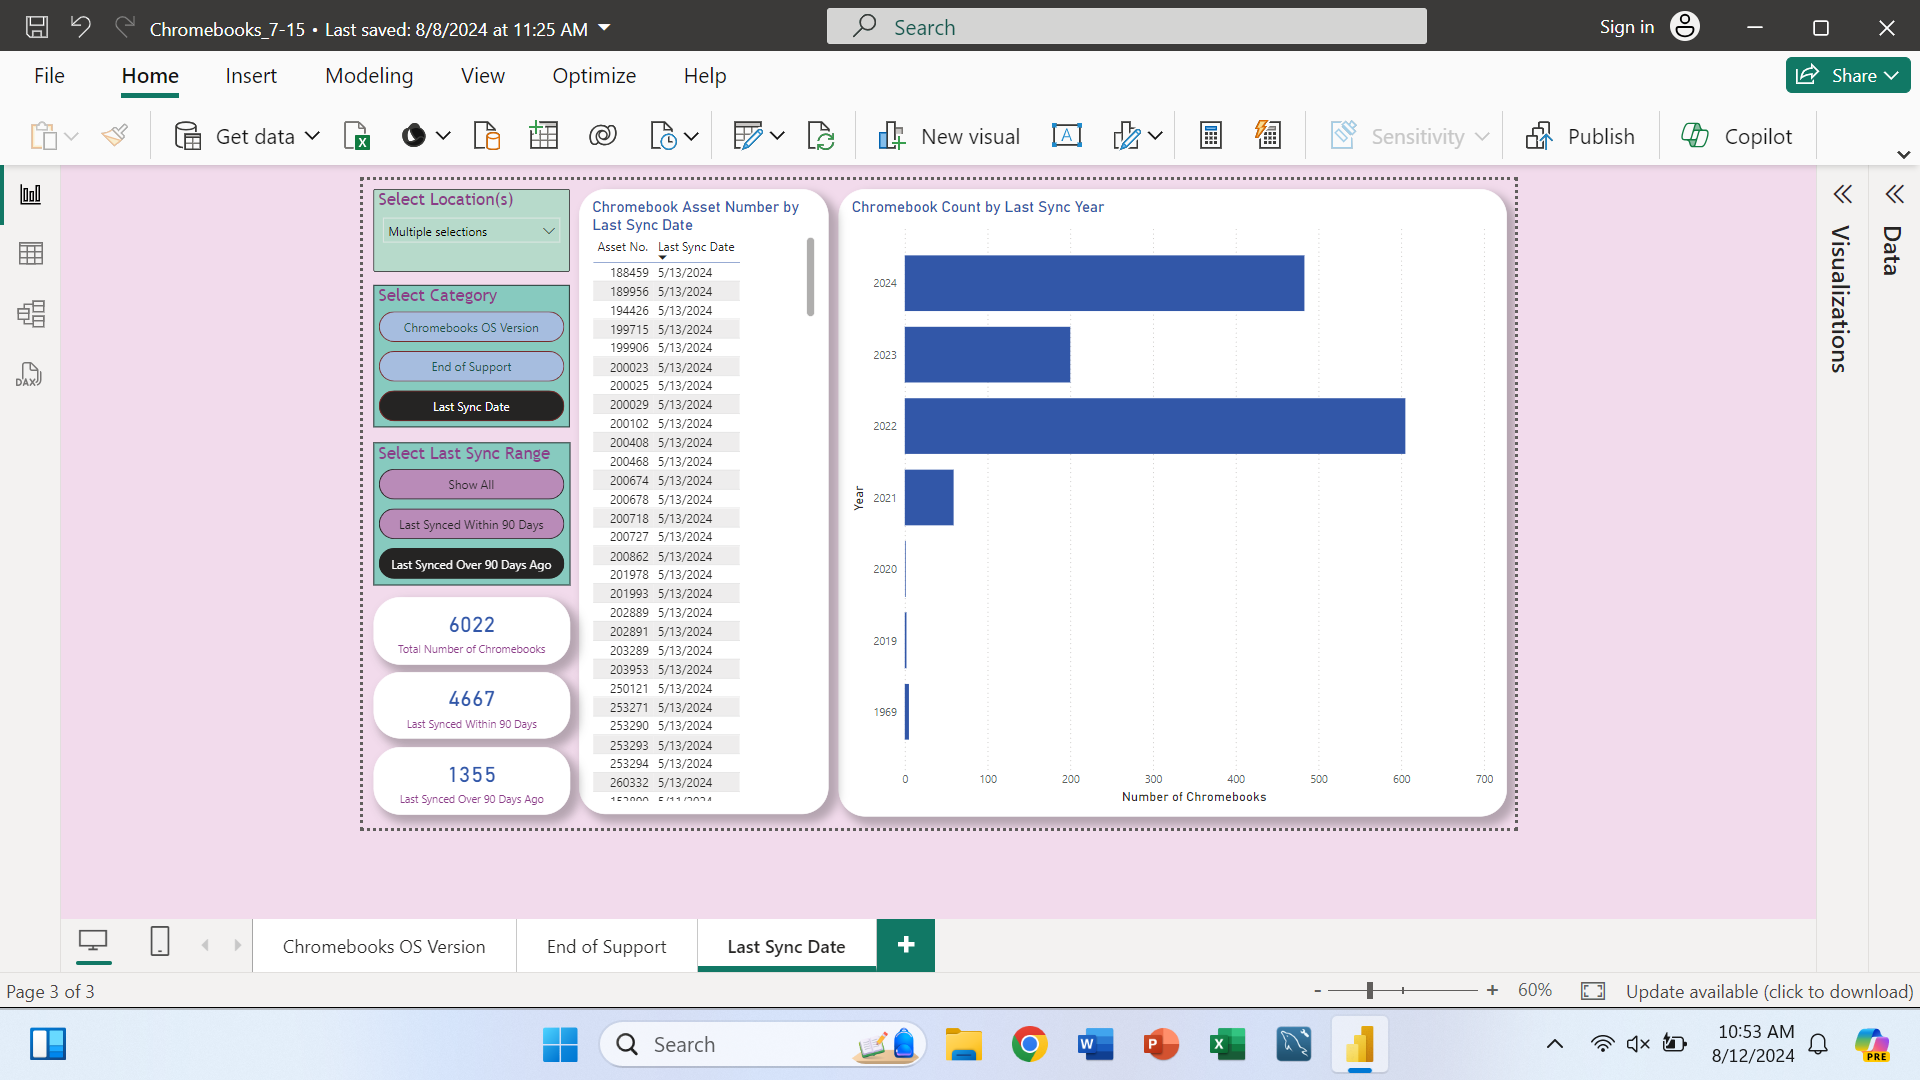 Chromebooks_7-15 • Last saved: 8/8/2024 at 11:25 AM
Search
Sign in
File
Home
Insert
Modeling
View
Optimize
Help
Share
Get data
New visual
Sensitivity
Publish
Copilot
Select Location(s)
Multiple selections
Select Category
Chromebooks OS Version
End of Support
Last Sync Date
Select Last Sync Range
Show All
Last Synced Within 90 Days
Last Synced Over 90 Days Ago
6022
Total Number of Chromebooks
4667
Last Synced Within 90 Days
1355
Last Synced Over 90 Days Ago
Chromebook Asset Number by
Last Sync Date
Asset No. Last Sync Date
188459 5/13/2024
189956 5/13/2024
194426 5/13/2024
199715 5/13/2024
199906 5/13/2024
200023 5/13/2024
200025 5/13/2024
200029 5/13/2024
200102 5/13/2024
200408 5/13/2024
200468 5/13/2024
200674 5/13/2024
200678 5/13/2024
200718 5/13/2024
200727 5/13/2024
200862 5/13/2024
201978 5/13/2024
201993 5/13/2024
202889 5/13/2024
202891 5/13/2024
203289 5/13/2024
203953 5/13/2024
250121 5/13/2024
253271 5/13/2024
253290 5/13/2024
253293 5/13/2024
253294 5/13/2024
260332 5/13/2024
Chromebook Count by Last Sync Year
Year
2024
2023
2022
2021
2020
2019
1969
0 100 200 300 400 500 600 700
Number of Chromebooks
Visualizations
Data
DAX
Chromebooks OS Version
End of Support
Last Sync Date
Page 3 of 3
60%
Update available (click to download)
Search
10:53 AM
8/12/2024
PRE